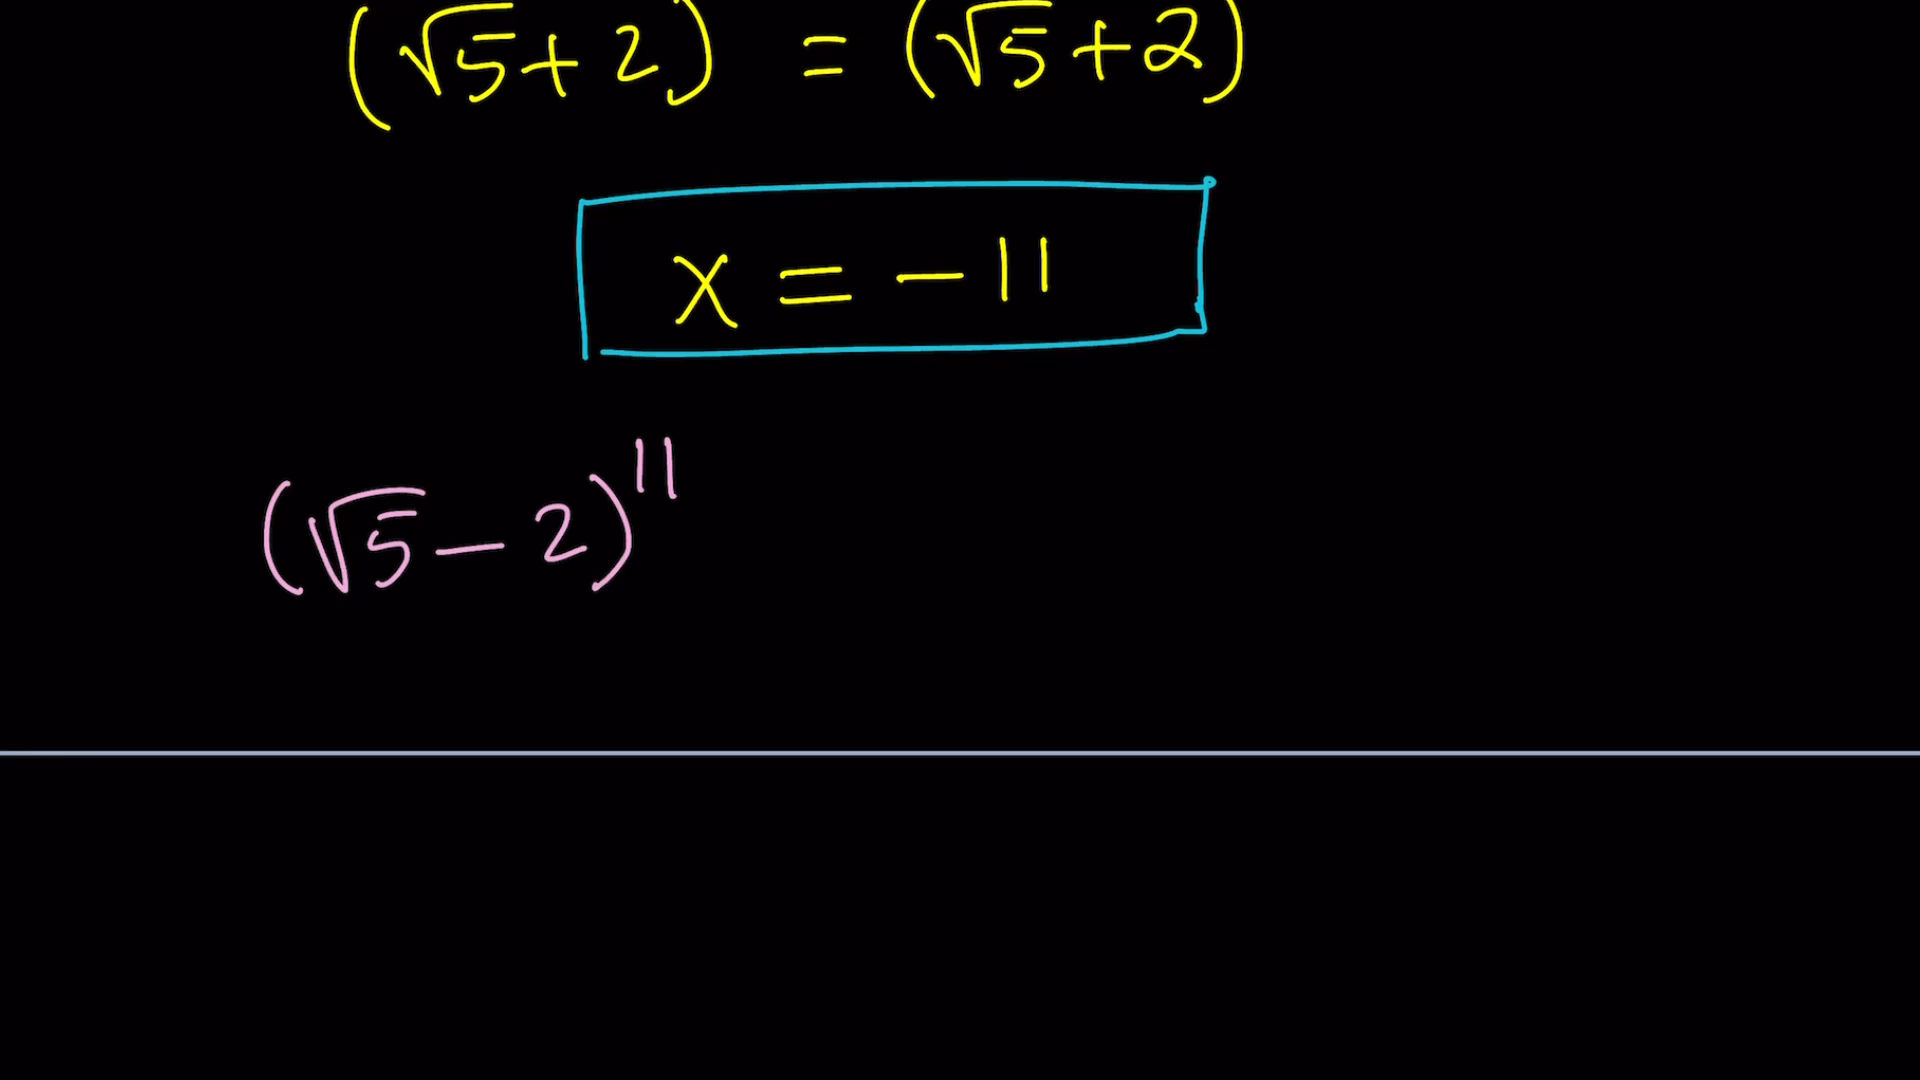 (√5+2) = (√5+2)
x = -11
(√5-2)^11